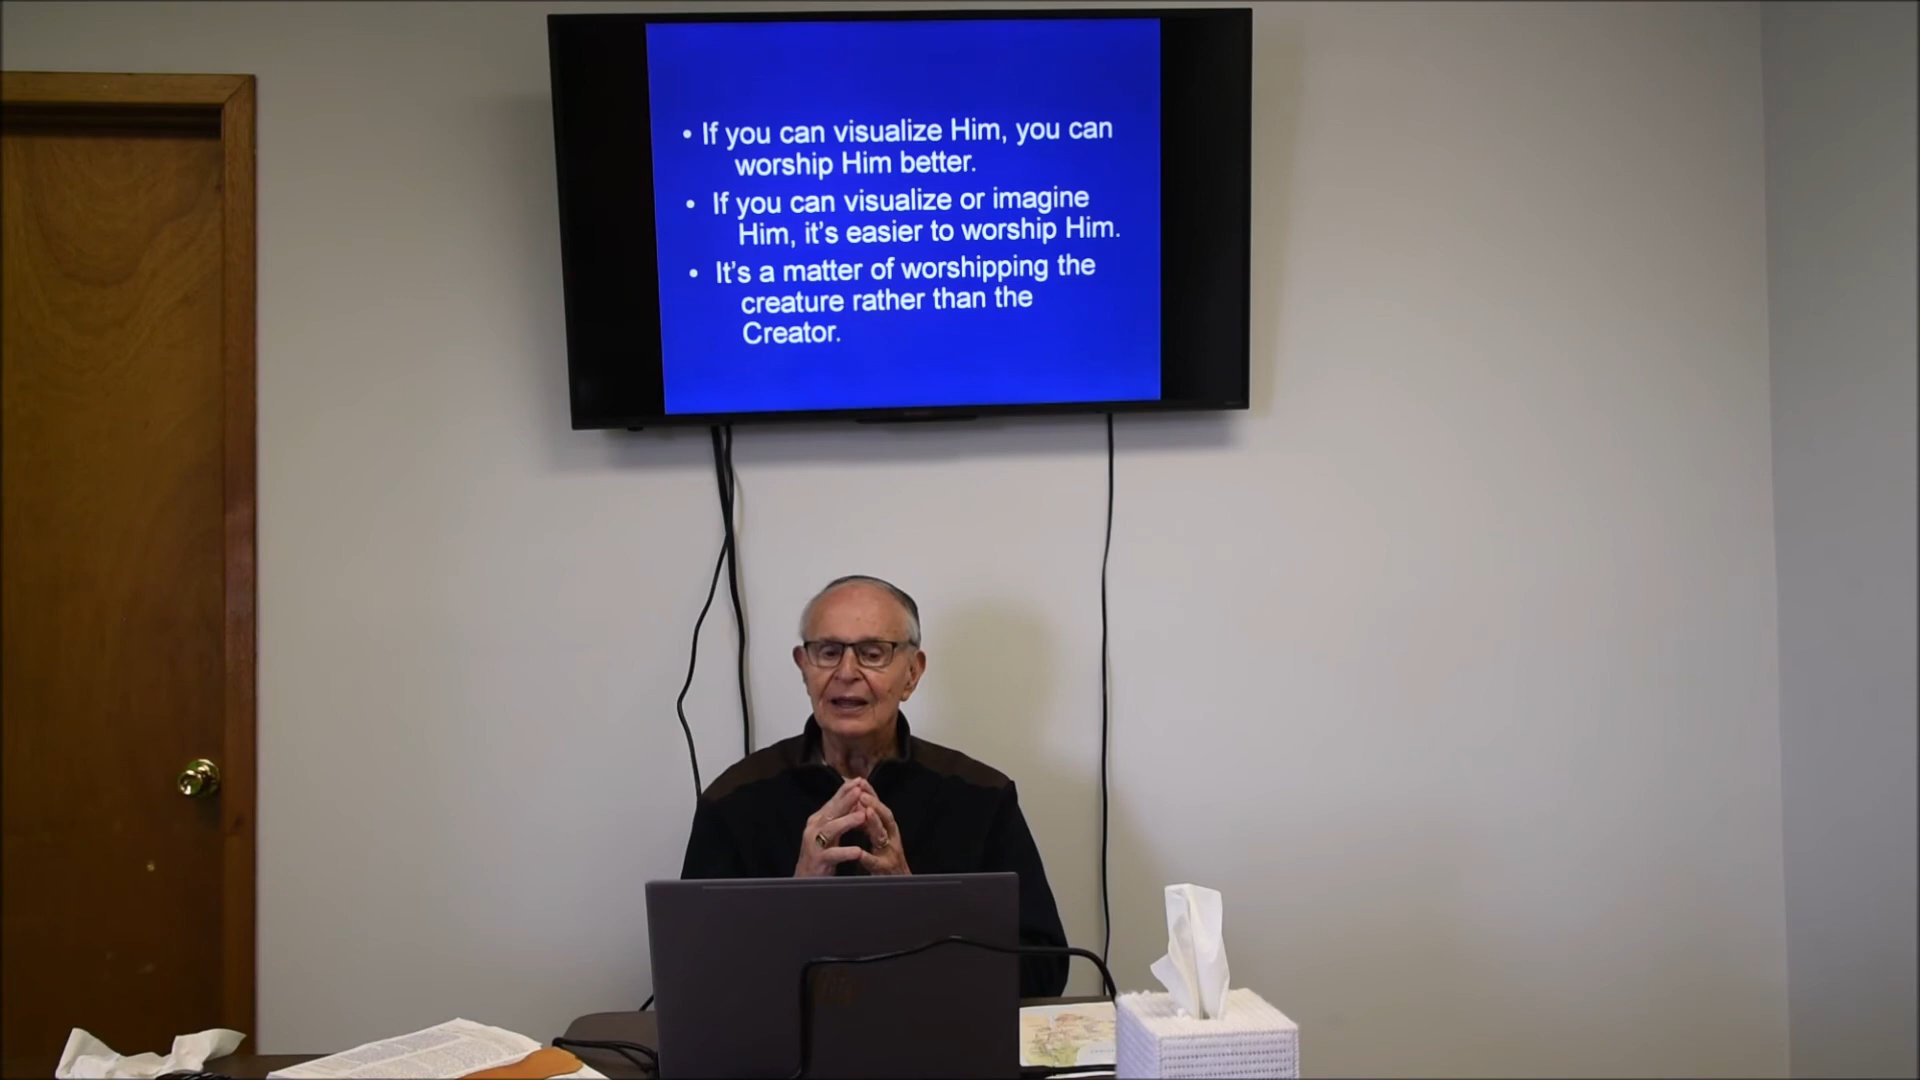 • If you can visualize Him, you can
worship Him better.
• If you can visualize or imagine
Him, it's easier to worship Him.
• It's a matter of worshipping the
creature rather than the
Creator.